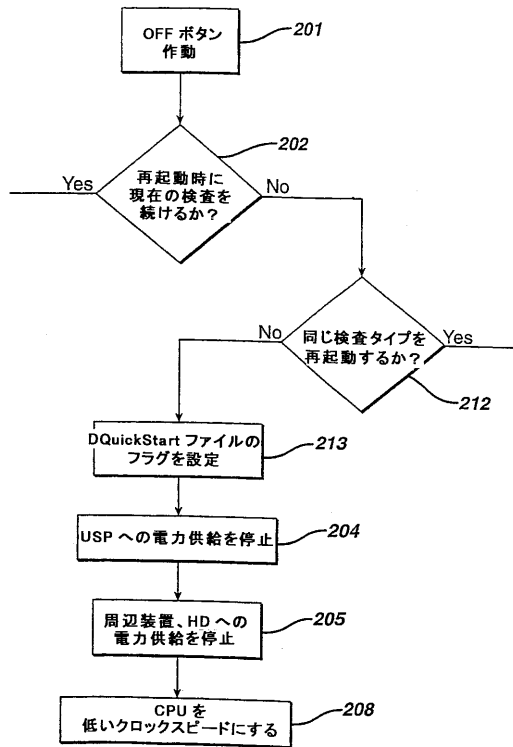 OFF ボタン
作動
201
202
再起動時に
現在の検査を
続けるか?
Yes
No
同じ検査タイプを
再起動するか?
No
Yes
212
DQuickStart ファイルの
フラグを設定
213
USP への電力供給を停止
204
周辺装置、HD への
電力供給を停止
205
CPU を
低いクロックスピードにする
208